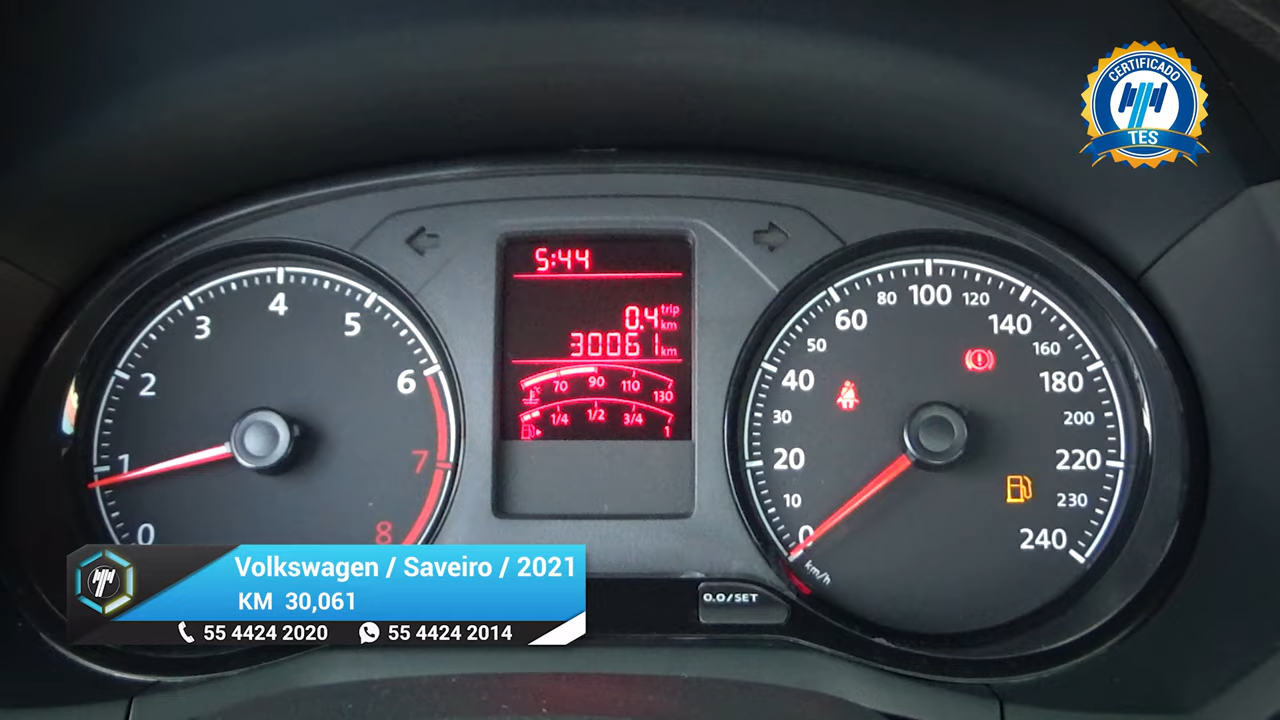 CERTIFICADO
TES
5:44
0.4 trip km
30061 km
70 90 110 130
°C
1/4 1/2 3/4 1
0 1 2 3 4 5 6 7 8
0 10 20 30 40 50 60 80 100 120 140 160 180 200 220 230 240
km/h
0.0/SET
Volkswagen / Saveiro / 2021
KM 30,061
55 4424 2020 55 4424 2014